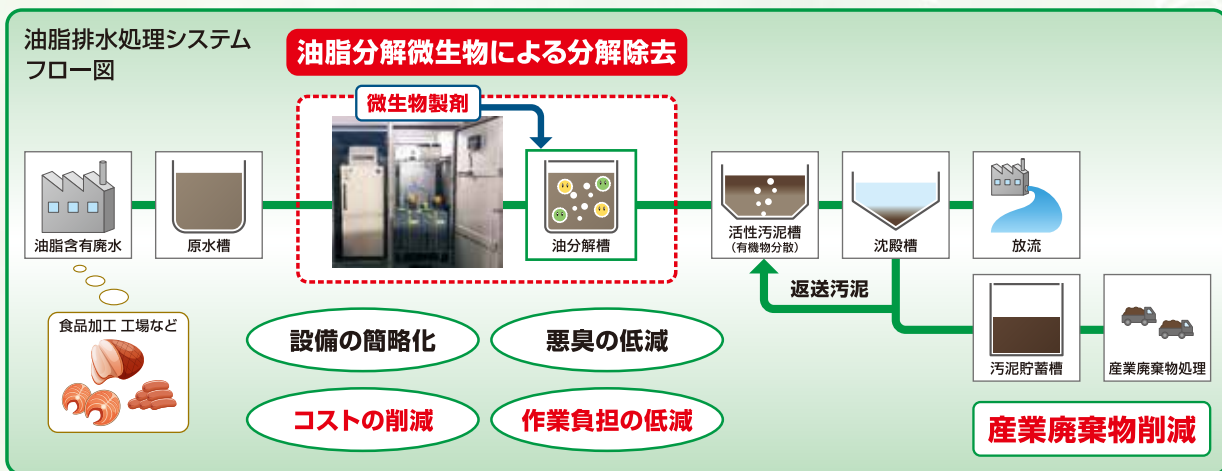 油脂排水処理システム
フロー図
油脂分解微生物による分解除去
微生物製剤
油脂含有廃水
原水槽
油分解槽
活性汚泥槽
(有機物分散)
沈殿槽
放流
返送汚泥
食品加工 工場など
設備の簡略化
悪臭の低減
汚泥貯蓄槽
産業廃棄物処理
コストの削減
作業負担の低減
産業廃棄物削減